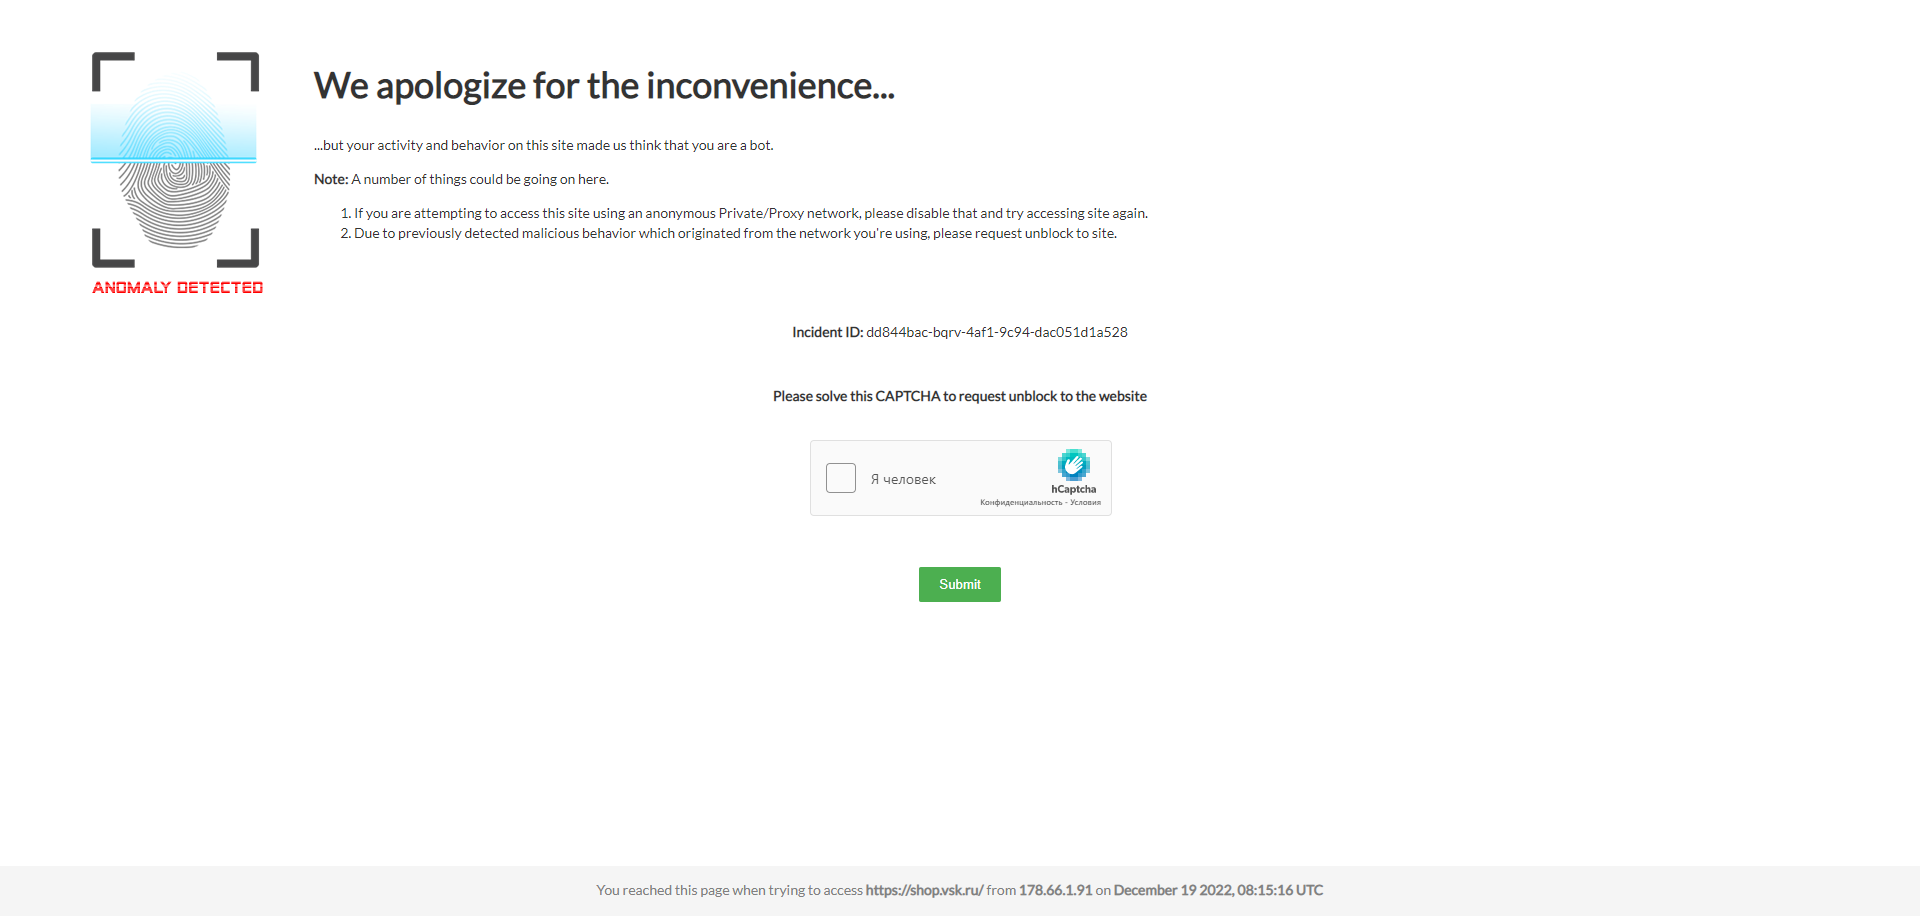 We apologize for the inconvenience...
...but your activity and behavior on this site made us think that you are a bot.
Note: A number of things could be going on here.
1. If you are attempting to access this site using an anonymous Private/Proxy network, please disable that and try accessing site again.
2. Due to previously detected malicious behavior which originated from the network you're using, please request unblock to site.
ANOMALY DETECTED
Incident ID: dd844bac-bqrv-4af1-9c94-dac051d1a528
Please solve this CAPTCHA to request unblock to the website
Я человек
hCaptcha
Конфиденциальность - Условия
Submit
You reached this page when trying to access https://shop.vsk.ru/ from 178.66.1.91 on December 19 2022, 08:15:16 UTC